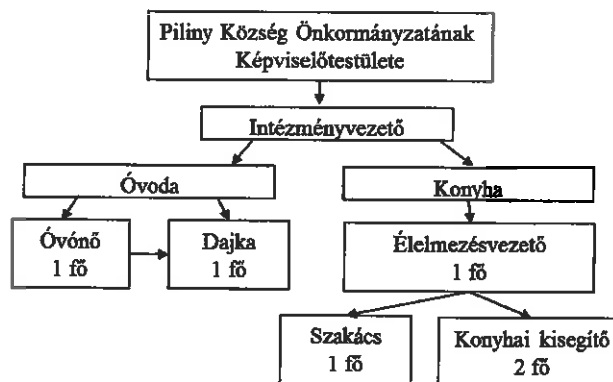 Piliny Község Önkormányzatának
Képviselőtestülete
Intézményvezető
Óvoda
Konyha
Óvónő
1 fő
Dajka
1 fő
Élelmezésvezető
1 fő
Szakács
1 fő
Konyhai kisegítő
2 fő